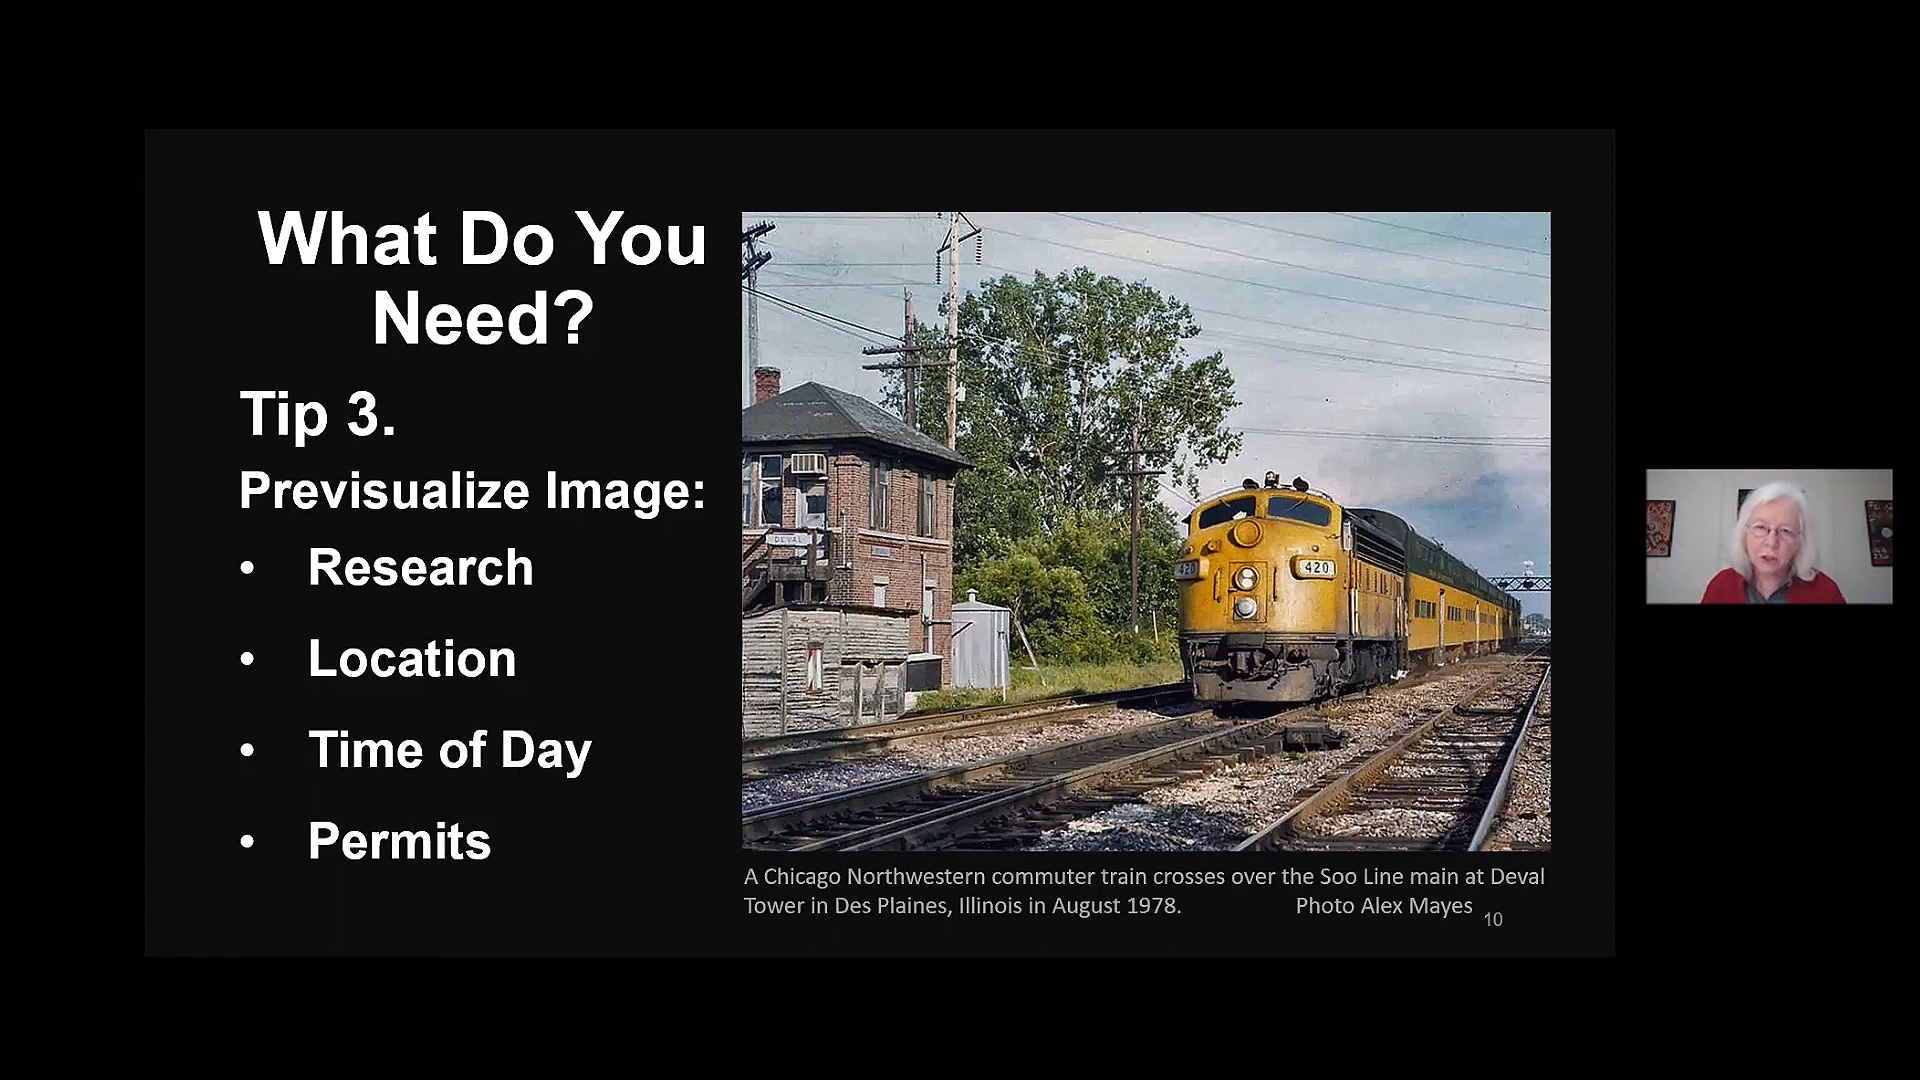 What Do You
Need?
Tip 3.
Previsualize Image:
• Research
• Location
• Time of Day
• Permits
DEVAL
420
420
A Chicago Northwestern commuter train crosses over the Soo Line main at Deval
Tower in Des Plaines, Illinois in August 1978. Photo Alex Mayes
10